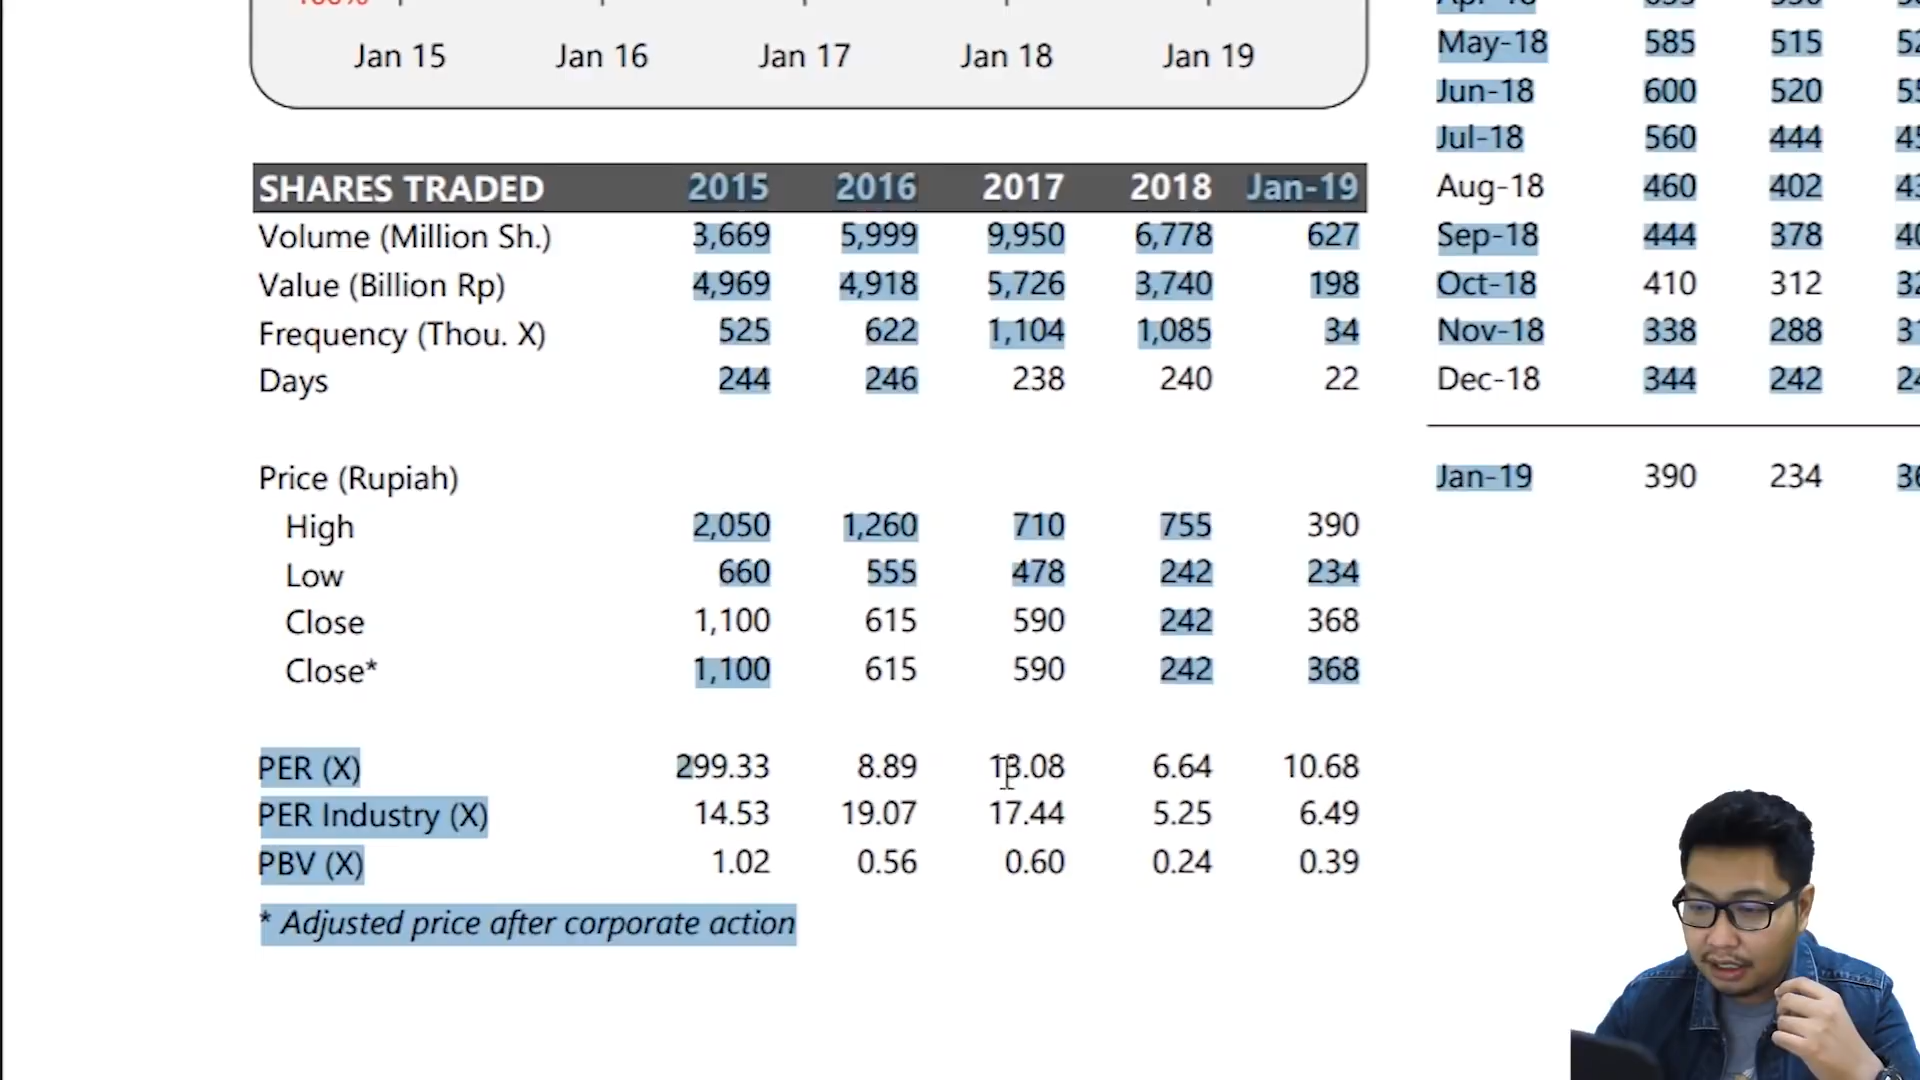 Jan 15 Jan 16 Jan 17 Jan 18 Jan 19
SHARES TRADED 2015 2016 2017 2018 Jan-19
Volume (Million Sh.) 3,669 5,999 9,950 6,778 627
Value (Billion Rp) 4,969 4,918 5,726 3,740 198
Frequency (Thou. X) 525 622 1,104 1,085 34
Days 244 246 238 240 22
Price (Rupiah)
High 2,050 1,260 710 755 390
Low 660 555 478 242 234
Close 1,100 615 590 242 368
Close* 1,100 615 590 242 368
PER (X) 299.33 8.89 13.08 6.64 10.68
PER Industry (X) 14.53 19.07 17.44 5.25 6.49
PBV (X) 1.02 0.56 0.60 0.24 0.39
* Adjusted price after corporate action
May-18 585 515
Jun-18 600 520
Jul-18 560 444
Aug-18 460 402
Sep-18 444 378
Oct-18 410 312
Nov-18 338 288
Dec-18 344 242
Jan-19 390 234